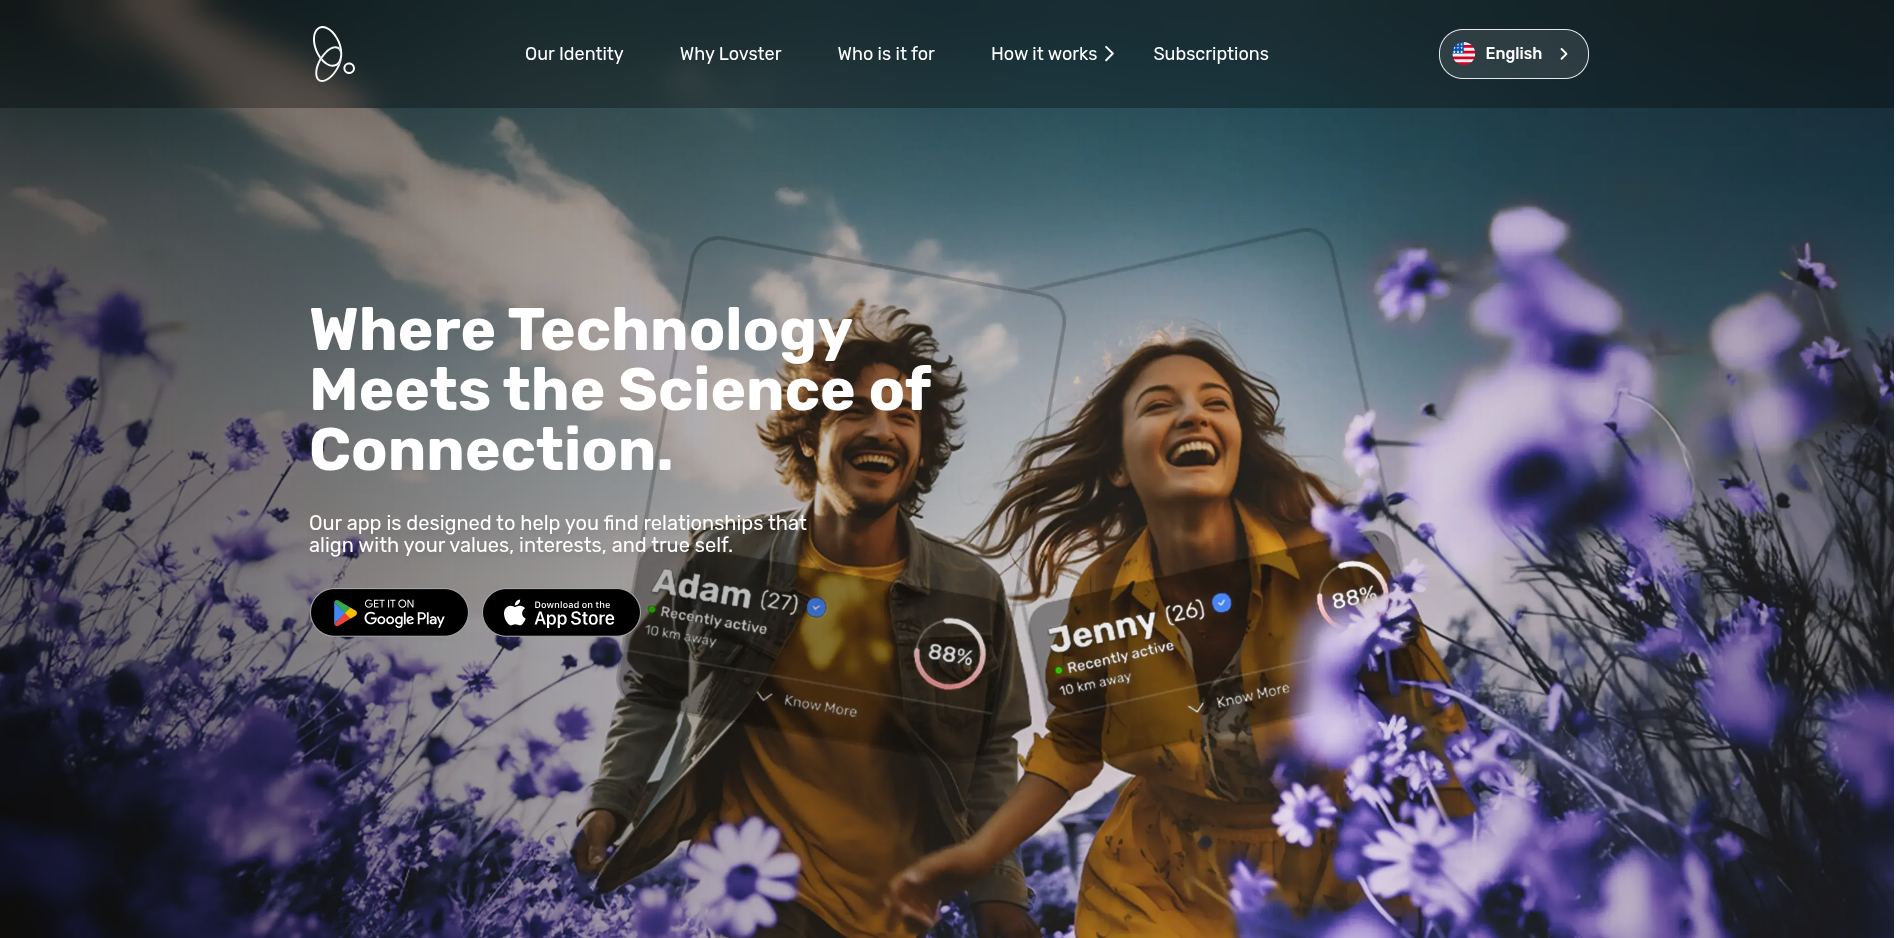 Our Identity
Why Lovster
Who is it for
How it works
Subscriptions
English
Where Technology
Meets the Science of
Connection.
Our app is designed to help you find relationships that
align with your values, interests, and true self.
GET IT ON
Google Play
Download on the
App Store
Adam (27)
Recently active
10 km away
88%
Know More
Jenny (26)
Recently active
10 km away
88%
Know More